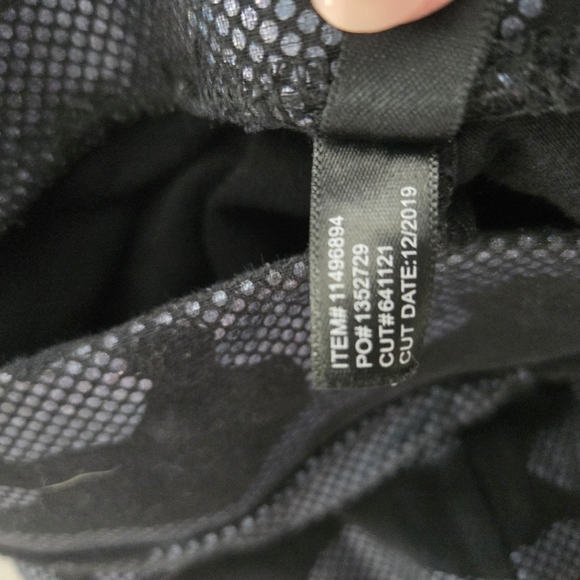 ITEM# 11496894
PO# 1352729
CUT#641121
CUT DATE:12/2019